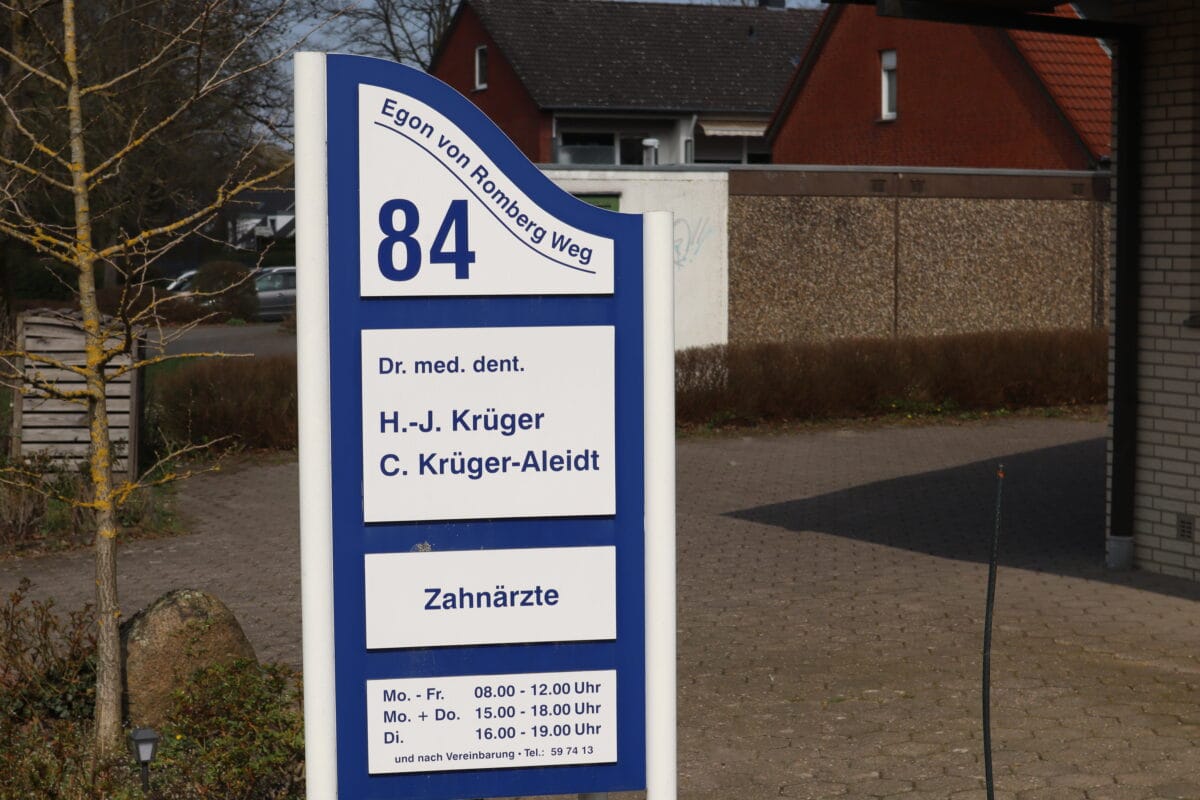 Egon von Romberg Weg
84
Dr. med. dent.
H.-J. Krüger
C. Krüger-Aleidt
Zahnärzte
Mo. - Fr. 08.00 - 12.00 Uhr
Mo. + Do. 15.00 - 18.00 Uhr
Di. 16.00 - 19.00 Uhr
und nach Vereinbarung • Tel.: 59 74 13